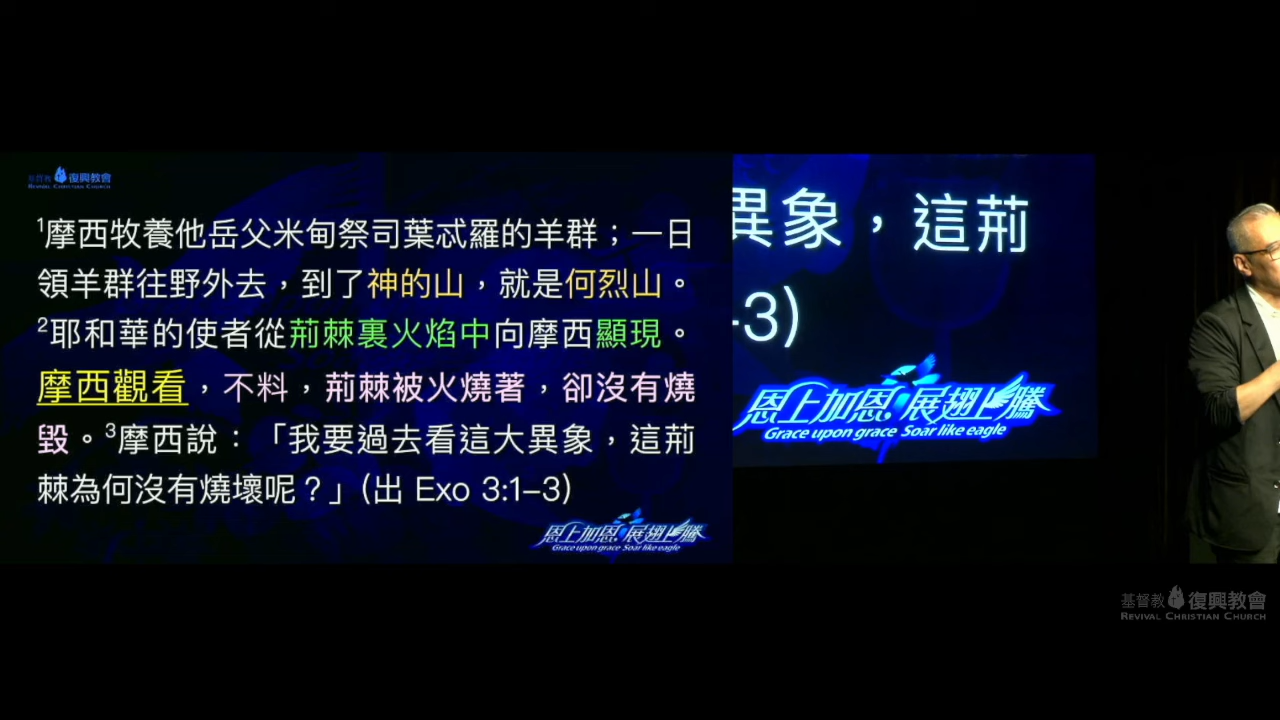 基督教 復興教會
REVIVAL CHRISTIAN CHURCH
1摩西牧養他岳父米甸祭司葉忒羅的羊群；一日
領羊群往野外去，到了神的山，就是何烈山。
2耶和華的使者從荊棘裏火焰中向摩西顯現。
摩西觀看，不料，荊棘被火燒著，卻沒有燒
毀。3摩西說：「我要過去看這大異象，這荊
棘為何沒有燒壞呢？」(出 Exo 3:1–3)
恩上加恩 展翅上騰
Grace upon grace Soar like eagle
異象，這荊
-3)
恩上加恩 展翅上騰
Grace upon grace Soar like eagle
基督教 復興教會
REVIVAL CHRISTIAN CHURCH